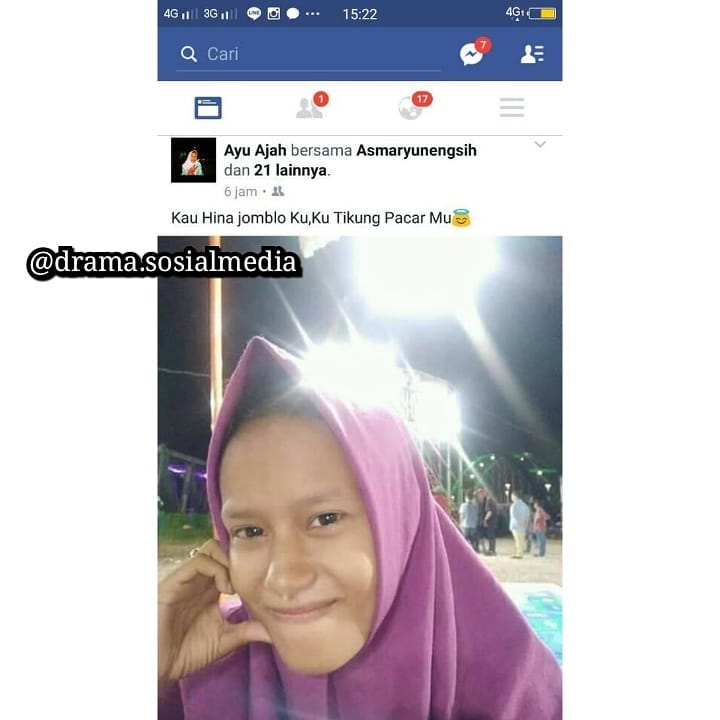 4G 3G LINE 15:22 4G
Cari 7
1 17
Ayu Ajah bersama Asmaryunengsih
dan 21 lainnya.
6 jam
Kau Hina jomblo Ku,Ku Tikung Pacar Mu😇
@drama.sosialmedia